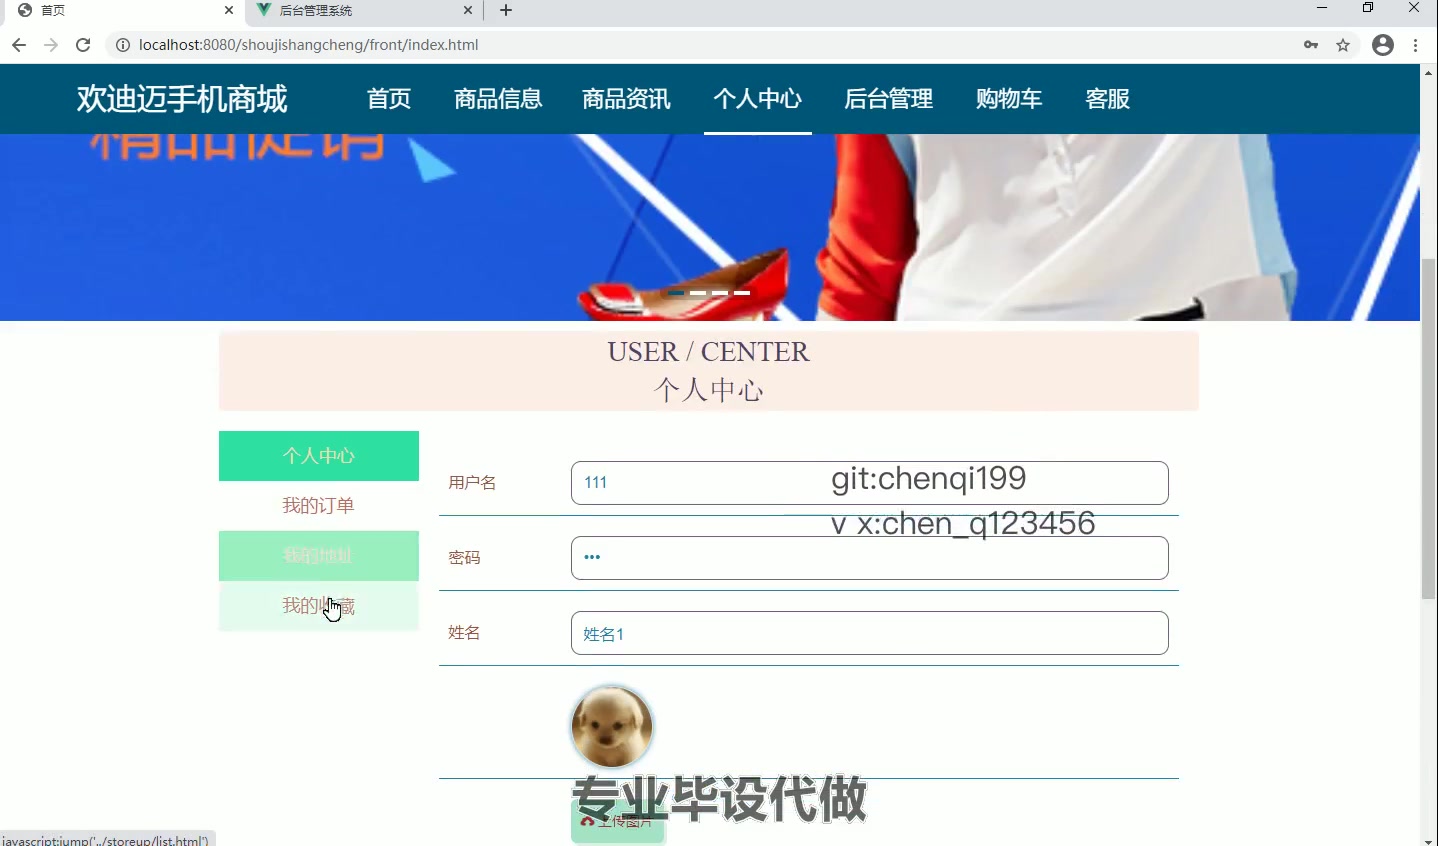 首页
后台管理系统
localhost:8080/shoujishangcheng/front/index.html
欢迪迈手机商城 首页 商品信息 商品资讯 个人中心 后台管理 购物车 客服
精品促销
USER / CENTER
个人中心
个人中心
我的订单
我的地址
我的收藏
用户名 111
git:chenqi199
v x:chen_q123456
密码 •••
姓名 姓名1
专业毕设代做
上传图片
javascript:jump('../storeup/list.html')